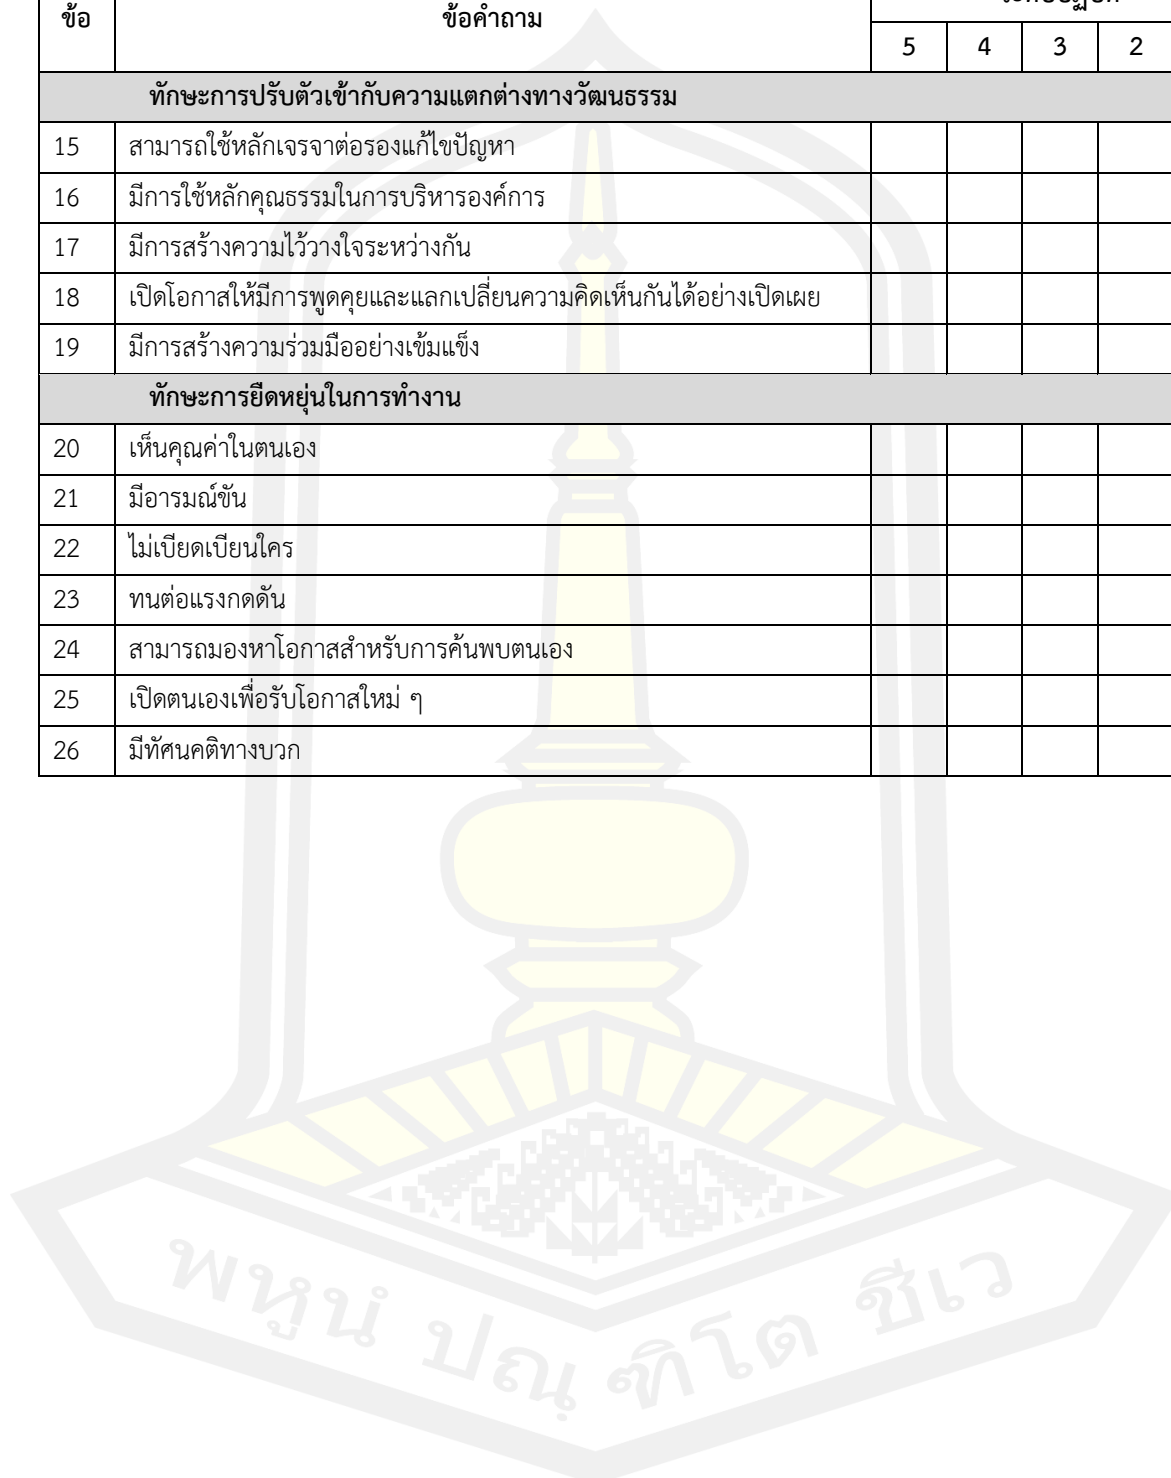 ข้อ ข้อคำถาม
5 4 3 2
ทักษะการปรับตัวเข้ากับความแตกต่างทางวัฒนธรรม
15 สามารถใช้หลักเจรจาต่อรองแก้ไขปัญหา
16 มีการใช้หลักคุณธรรมในการบริหารองค์การ
17 มีการสร้างความไว้วางใจระหว่างกัน
18 เปิดโอกาสให้มีการพูดคุยและแลกเปลี่ยนความคิดเห็นกันได้อย่างเปิดเผย
19 มีการสร้างความร่วมมืออย่างเข้มแข็ง
ทักษะการยืดหยุ่นในการทำงาน
20 เห็นคุณค่าในตนเอง
21 มีอารมณ์ขัน
22 ไม่เบียดเบียนใคร
23 ทนต่อแรงกดดัน
24 สามารถมองหาโอกาสสำหรับการค้นพบตนเอง
25 เปิดตนเองเพื่อรับโอกาสใหม่ ๆ
26 มีทัศนคติทางบวก
พหูนํ ปณฺ ฑิโต ชีเว